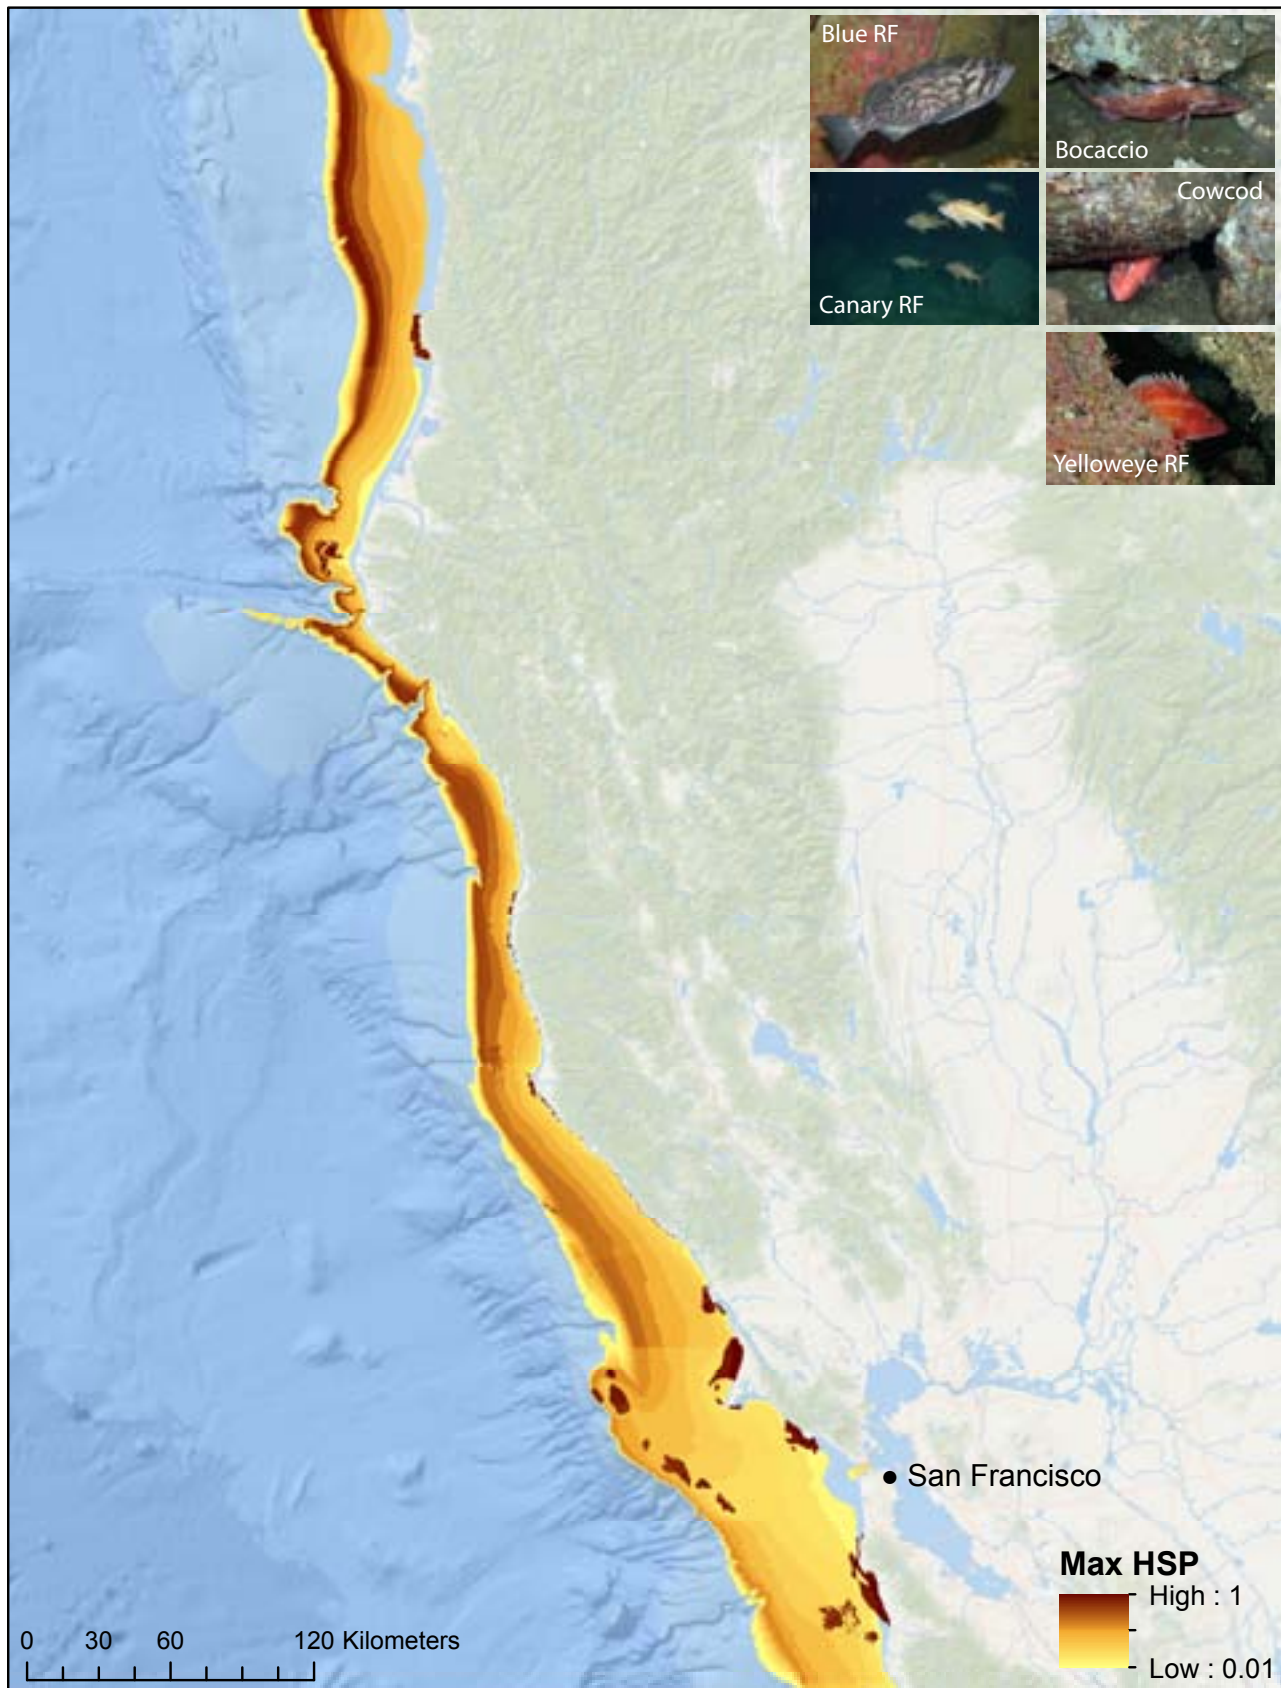 Blue RF
Bocaccio
Canary RF
Cowcod
Yelloweye RF
San Francisco
Max HSP
High : 1
Low : 0.01
0 30 60 120 Kilometers